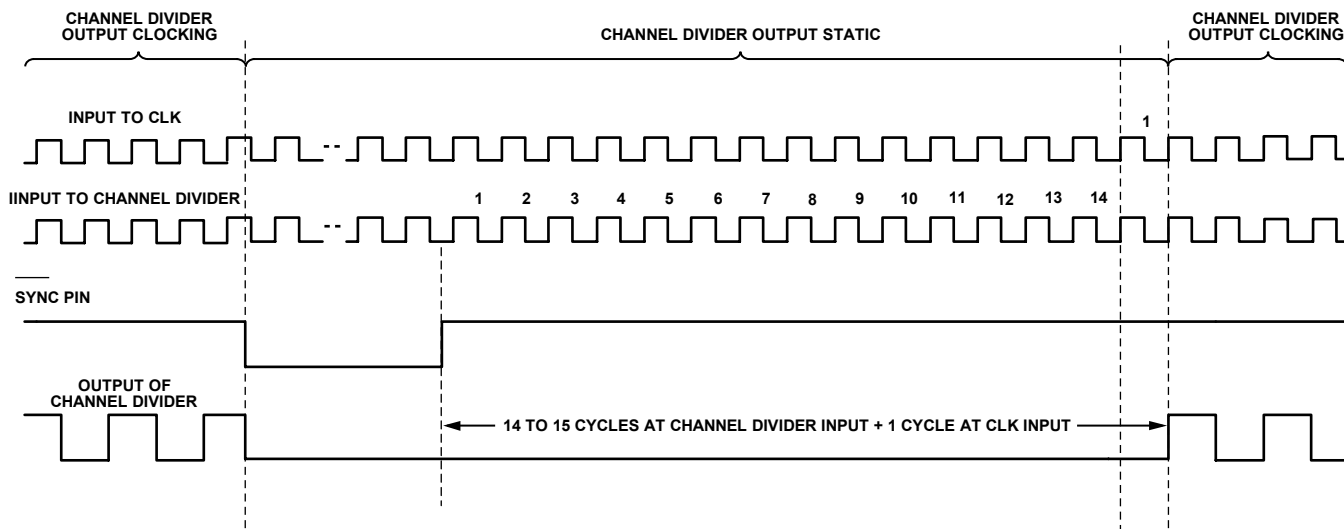 CHANNEL DIVIDER
OUTPUT CLOCKING
CHANNEL DIVIDER OUTPUT STATIC
CHANNEL DIVIDER
OUTPUT CLOCKING
INPUT TO CLK
1
IINPUT TO CHANNEL DIVIDER
1 2 3 4 5 6 7 8 9 10 11 12 13 14
SYNC PIN
OUTPUT OF
CHANNEL DIVIDER
14 TO 15 CYCLES AT CHANNEL DIVIDER INPUT + 1 CYCLE AT CLK INPUT